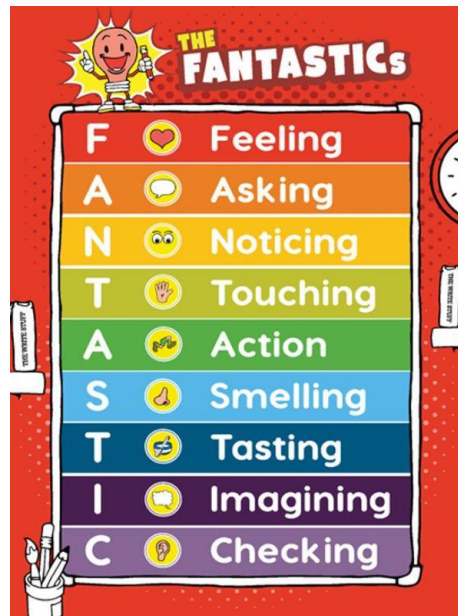 THE
FANTASTICs
F Feeling
A Asking
N Noticing
T Touching
A Action
S Smelling
T Tasting
I Imagining
C Checking
THE WRITE STUFF
THE WRITE STUFF